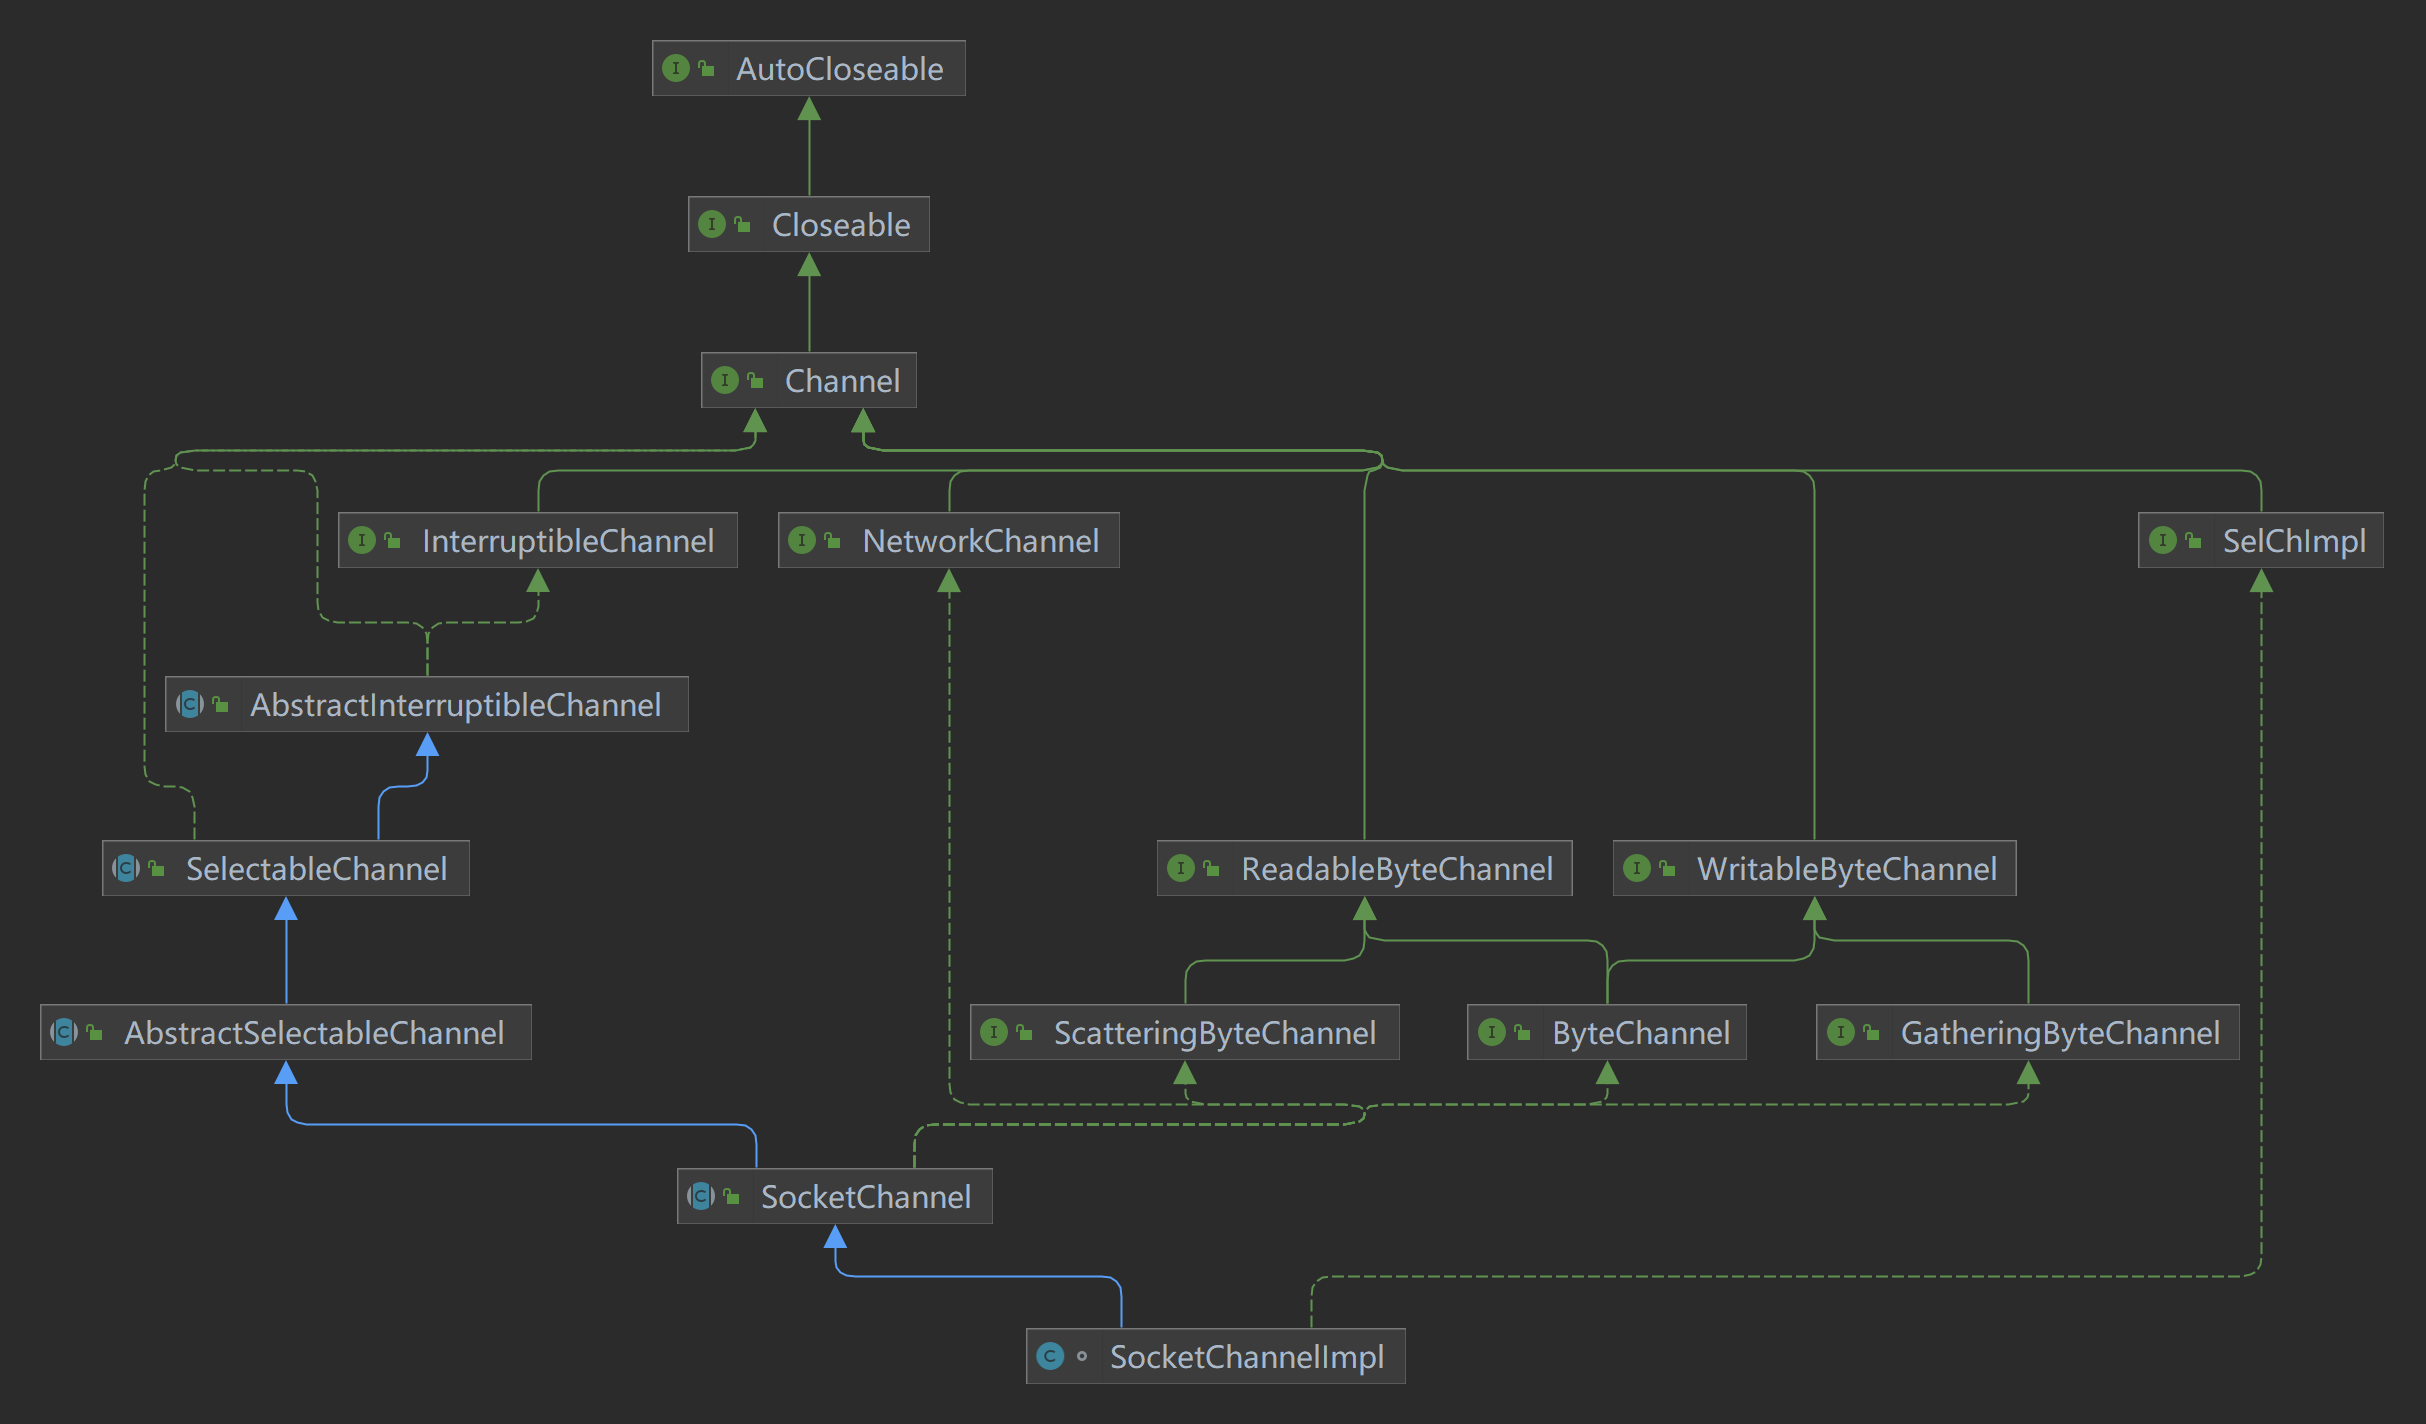 AutoCloseable
Closeable
Channel
InterruptibleChannel
NetworkChannel
SelChImpl
AbstractInterruptibleChannel
SelectableChannel
ReadableByteChannel
WritableByteChannel
AbstractSelectableChannel
ScatteringByteChannel
ByteChannel
GatheringByteChannel
SocketChannel
SocketChannelImpl